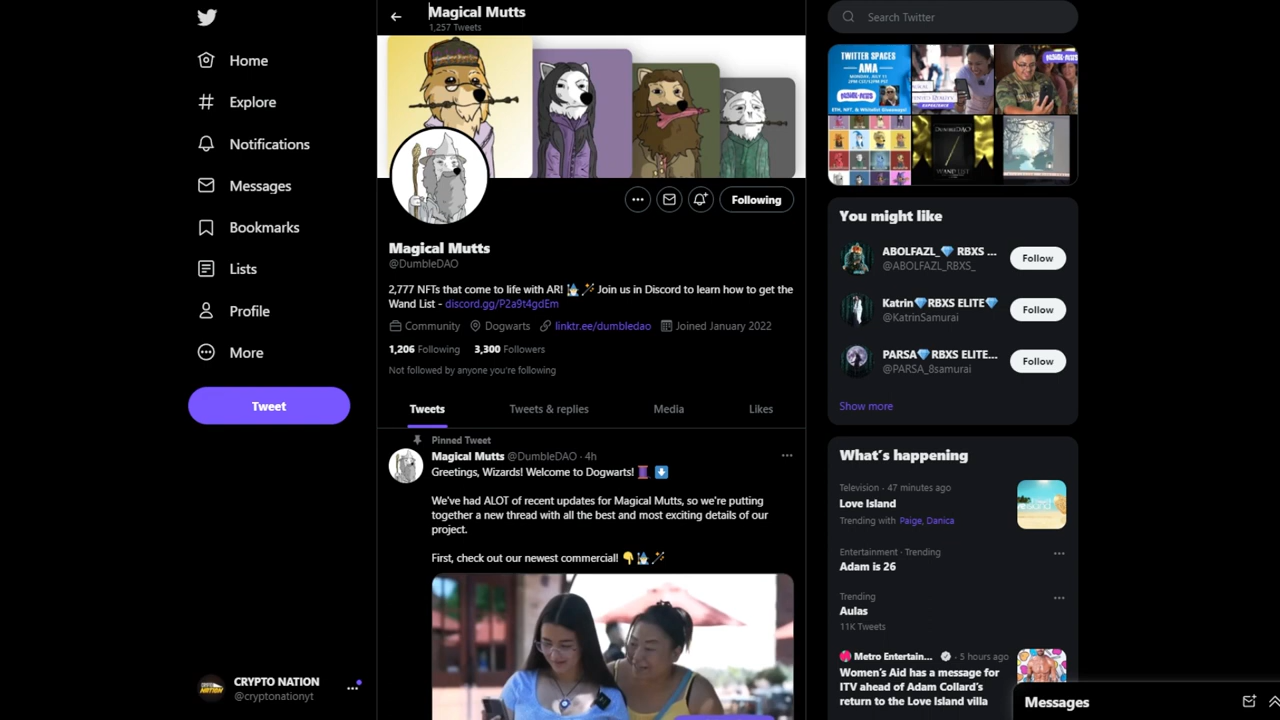 Home
Explore
Notifications
Messages
Bookmarks
Lists
Profile
More
Tweet
CRYPTO NATION
@cryptonationyt
Magical Mutts
1,257 Tweets
Following
Magical Mutts
@DumbleDAO
2,777 NFTs that come to life with AR! 🧙‍♂️🪄 Join us in Discord to learn how to get the
Wand List - discord.gg/P2a9t4gdEm
Community Dogwarts linktr.ee/dumbledao Joined January 2022
1,206 Following 3,300 Followers
Not followed by anyone you're following
Tweets Tweets & replies Media Likes
Pinned Tweet
Magical Mutts @DumbleDAO · 4h
Greetings, Wizards! Welcome to Dogwarts! 🧵 ⬇️
We've had ALOT of recent updates for Magical Mutts, so we're putting
together a new thread with all the best and most exciting details of our
project.
First, check out our newest commercial! 👇🧙‍♂️🪄
Search Twitter
TWITTER SPACES
AMA
DUMBLEDAO
WAND LIST
You might like
ABOLFAZL_💎 RBXS ...
@ABOLFAZL_RBXS_
Follow
Katrin💎RBXS ELITE💎
@KatrinSamurai
Follow
PARSA💎RBXS ELITE...
@PARSA_8samurai
Follow
Show more
What's happening
Television · 47 minutes ago
Love Island
Trending with Paige, Danica
Entertainment · Trending
Adam is 26
Trending
Aulas
11K Tweets
Metro Entertain... · 5 hours ago
Women's Aid has a message for
ITV ahead of Adam Collard's
return to the Love Island villa
Messages